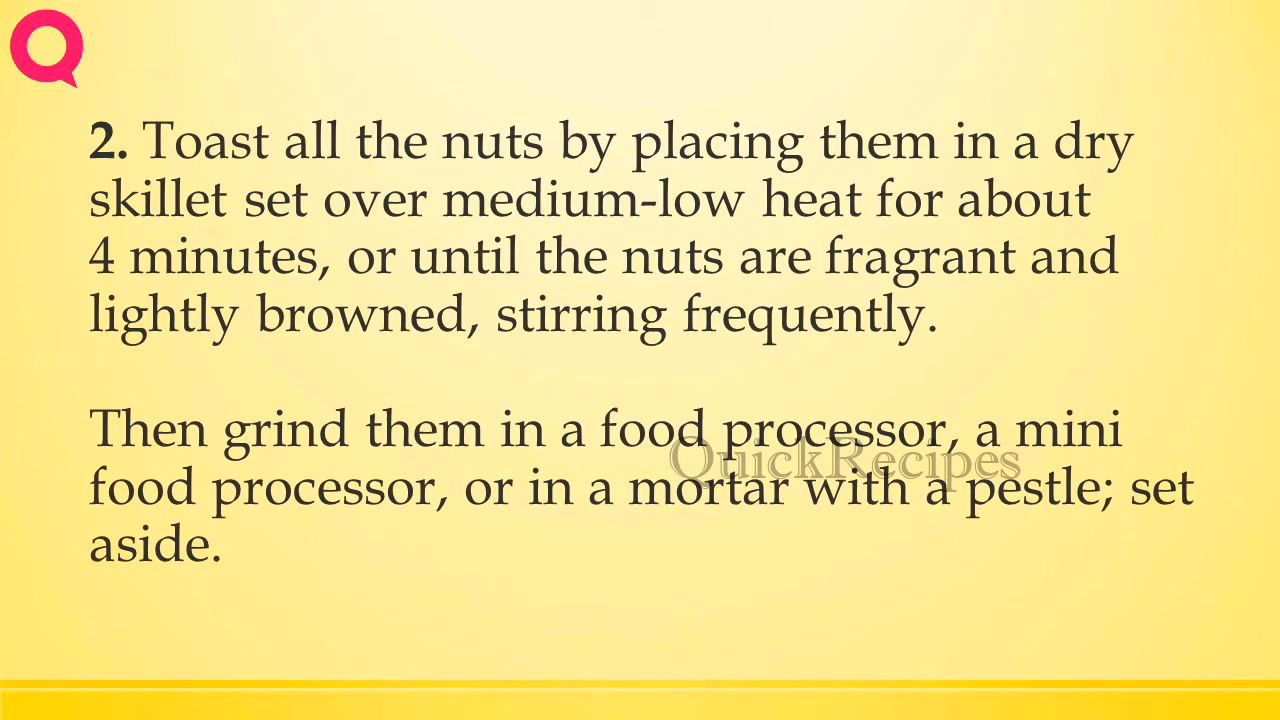 2. Toast all the nuts by placing them in a dry
skillet set over medium-low heat for about
4 minutes, or until the nuts are fragrant and
lightly browned, stirring frequently.
Then grind them in a food processor, a mini
QuickRecipes
food processor, or in a mortar with a pestle; set
aside.